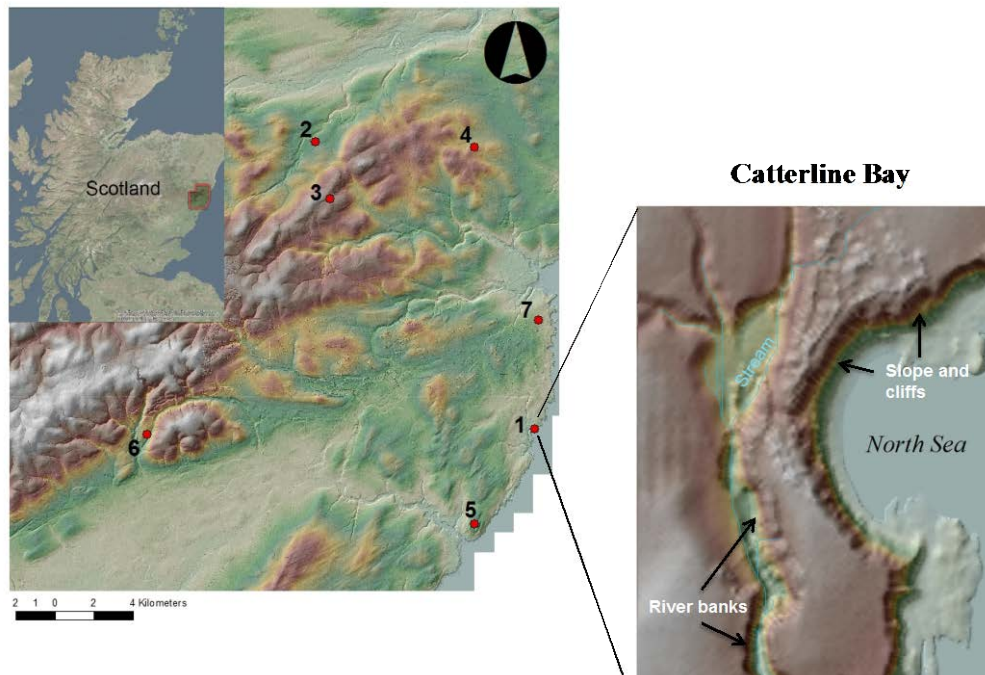 Scotland
2
4
3
7
1
6
5
2 1 0 2 4 Kilometers
Catterline Bay
Stream
Slope and
cliffs
North Sea
River banks